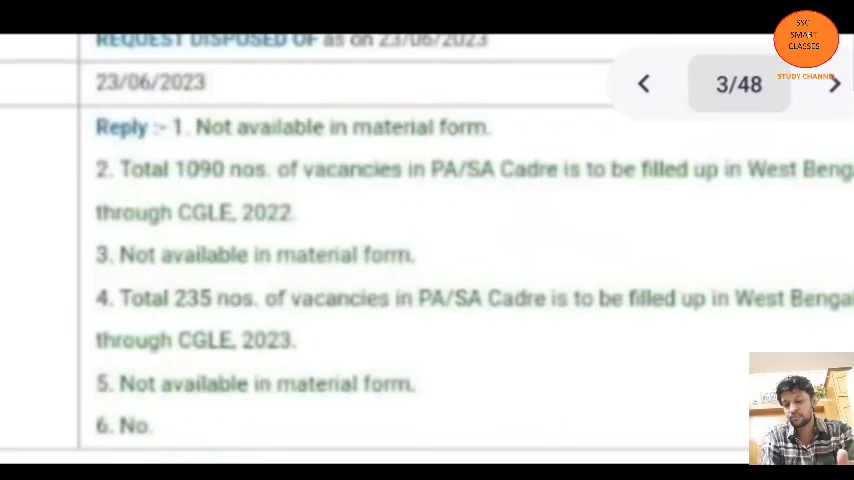 REQUEST DISPOSED OF as on 23/06/2023
23/06/2023
Reply :- 1. Not available in material form.
2. Total 1090 nos. of vacancies in PA/SA Cadre is to be filled up in West Beng
through CGLE, 2022.
3. Not available in material form.
4. Total 235 nos. of vacancies in PA/SA Cadre is to be filled up in West Bengal
through CGLE, 2023.
5. Not available in material form.
6. No.
3/48
SSC
SMART
CLASSES
STUDY CHANNEL